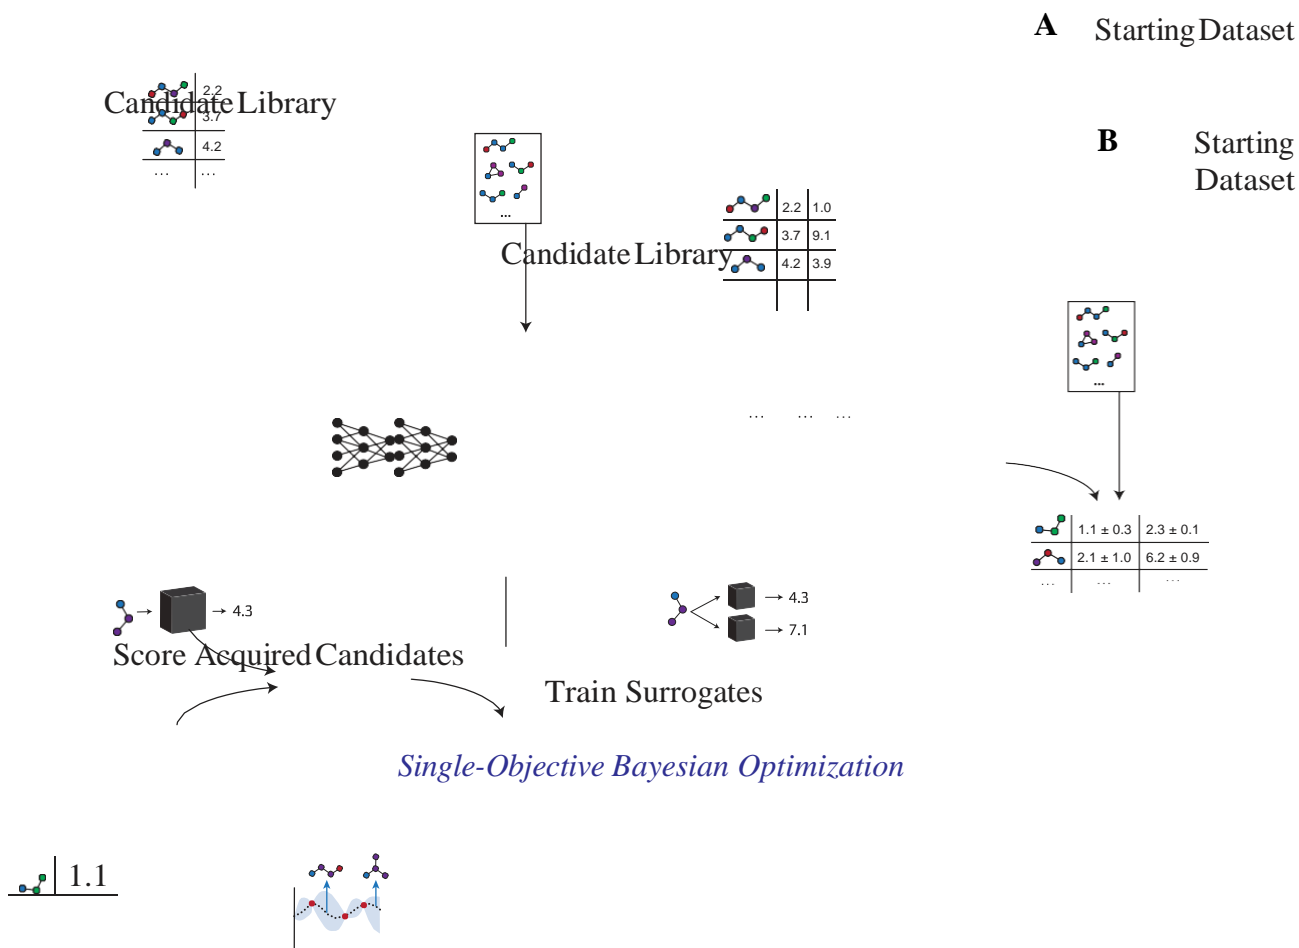 A Starting Dataset
2.2
Candidate Library
3.7
4.2
... ...
B Starting
Dataset
...
2.2 1.0
3.7 9.1
Candidate Library
4.2 3.9
...
... ... ...
1.1 ± 0.3 2.3 ± 0.1
2.1 ± 1.0 6.2 ± 0.9
... ... ...
4.3
4.3
7.1
Score Acquired Candidates
Train Surrogates
Single-Objective Bayesian Optimization
1.1